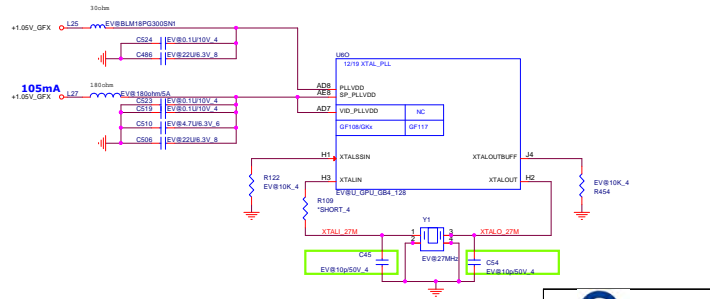 30ohm
+1.05V_GFX L25 EV@BLM18PG300SN1
C524 EV@0.1U/10V_4
C486 EV@22U/6.3V_8
U6O
12/19 XTAL_PLL
105mA
180ohm
+1.05V_GFX L27 EV@180ohm/5A
AD8 PLLVDD
AE8 SP_PLLVDD
C523 EV@0.1U/10V_4
C519 EV@0.1U/10V_4
AD7 VID_PLLVDD NC
C510 EV@4.7U/6.3V_6
GF108/GKx GF117
C506 EV@22U/6.3V_8
H1 XTALSSIN XTALOUTBUFF J4
H3 XTALIN XTALOUT H2
R122
EV@10K_4
EV@10K_4
R454
EV@U_GPU_GB4_128
R109
*SHORT_4
Y1
XTALI_27M 1 3 XTALO_27M
2 4
C45 EV@27MHz C54
EV@10p/50V_4 EV@10p/50V_4